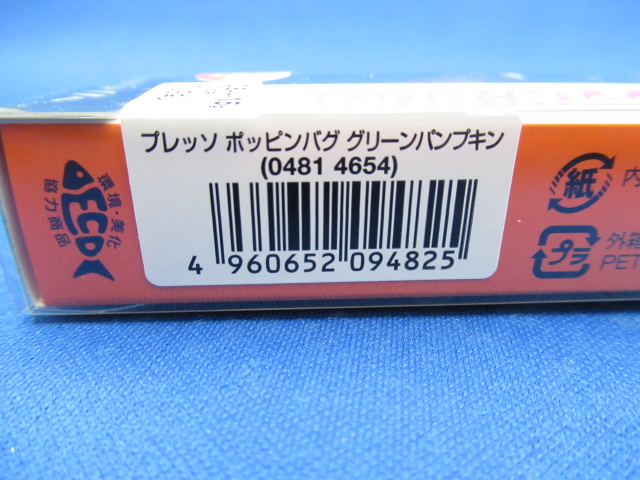 プレッソ ポッピンバグ グリーンパンプキン
(0481 4654)
4 960652 094825
環境・美化
ECO
協力商品
紙
内
プラ
外箱
PET